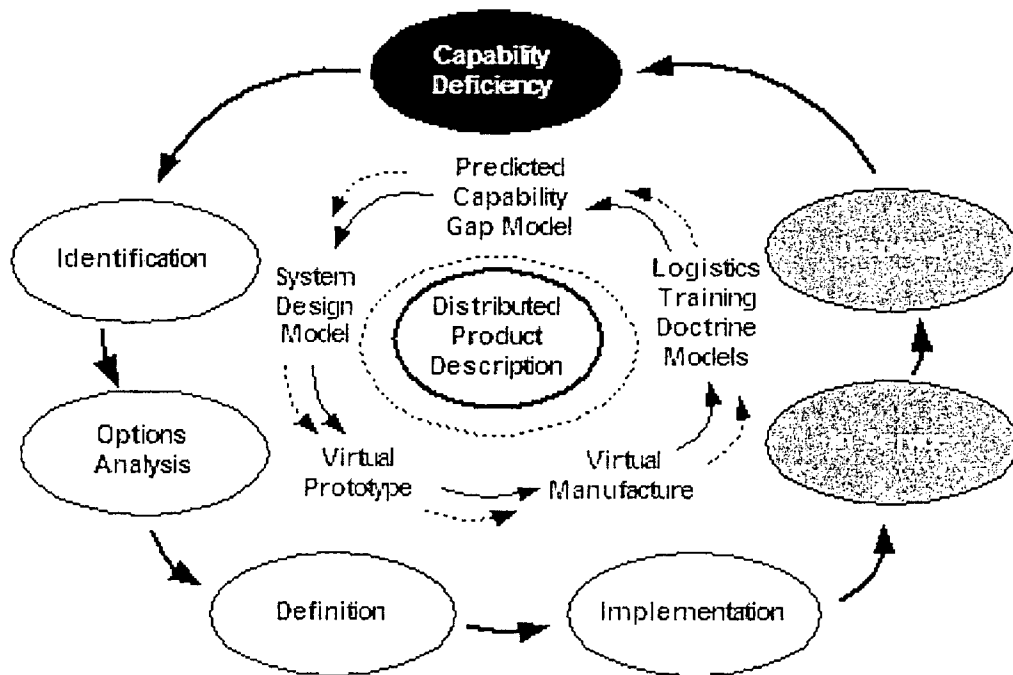 Capability
Deficiency
Predicted
Capability
Gap Model
Identification
System
Design
Model
Distributed
Product
Description
Logistics
Training
Doctrine
Models
Options
Analysis
Virtual
Prototype
Virtual
Manufacture
Definition
Implementation